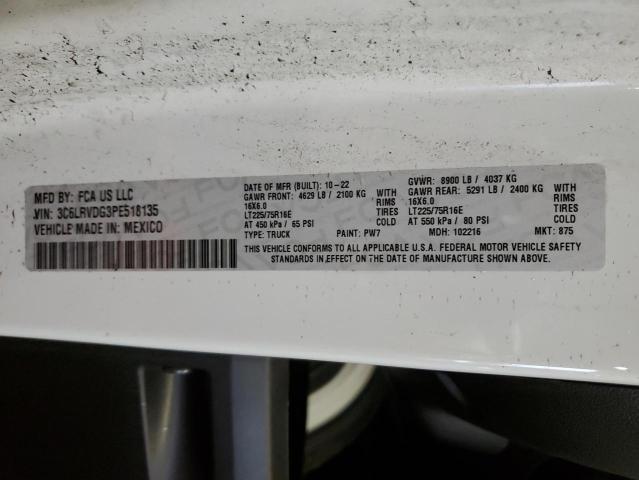 MFD BY: FCA US LLC
VIN: 3C6LRVDG3PE518135
VEHICLE MADE IN: MEXICO
DATE OF MFR (BUILT): 10-22 GVWR: 8900 LB / 4037 KG
GAWR FRONT: 4629 LB / 2100 KG WITH GAWR REAR: 5291 LB / 2400 KG WITH
16X6.0 RIMS 16X6.0 RIMS
LT225/75R16E TIRES LT225/75R16E TIRES
AT 450 kPa / 65 PSI COLD AT 550 kPa / 80 PSI COLD
TYPE: TRUCK PAINT: PW7 MDH: 102216 MKT: 875
THIS VEHICLE CONFORMS TO ALL APPLICABLE U.S.A. FEDERAL MOTOR VEHICLE SAFETY
STANDARDS IN EFFECT ON THE DATE OF MANUFACTURE SHOWN ABOVE.